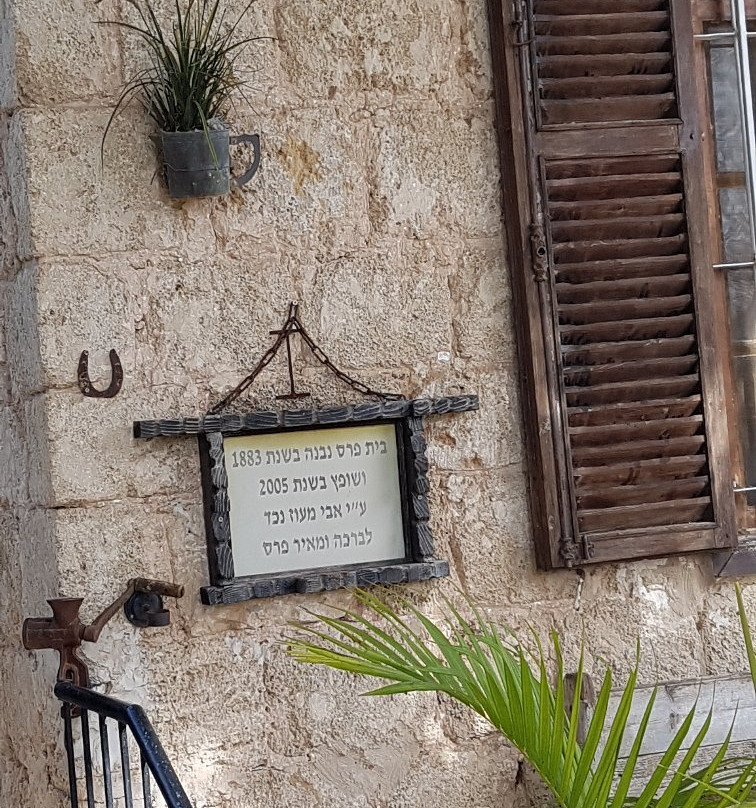 בית פרס נבנה בשנת 1883
ושופץ בשנת 2005
ע״י אבי מעוז נכד
לברכה ומאיר פרס